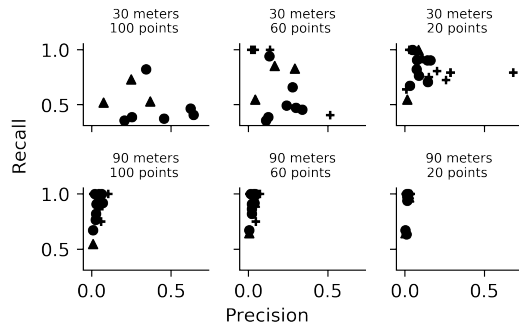 30 meters
100 points
30 meters
60 points
30 meters
20 points
1.0
0.5
Recall
90 meters
100 points
90 meters
60 points
90 meters
20 points
1.0
0.5
0.0
0.5
0.0
0.5
0.0
0.5
Precision